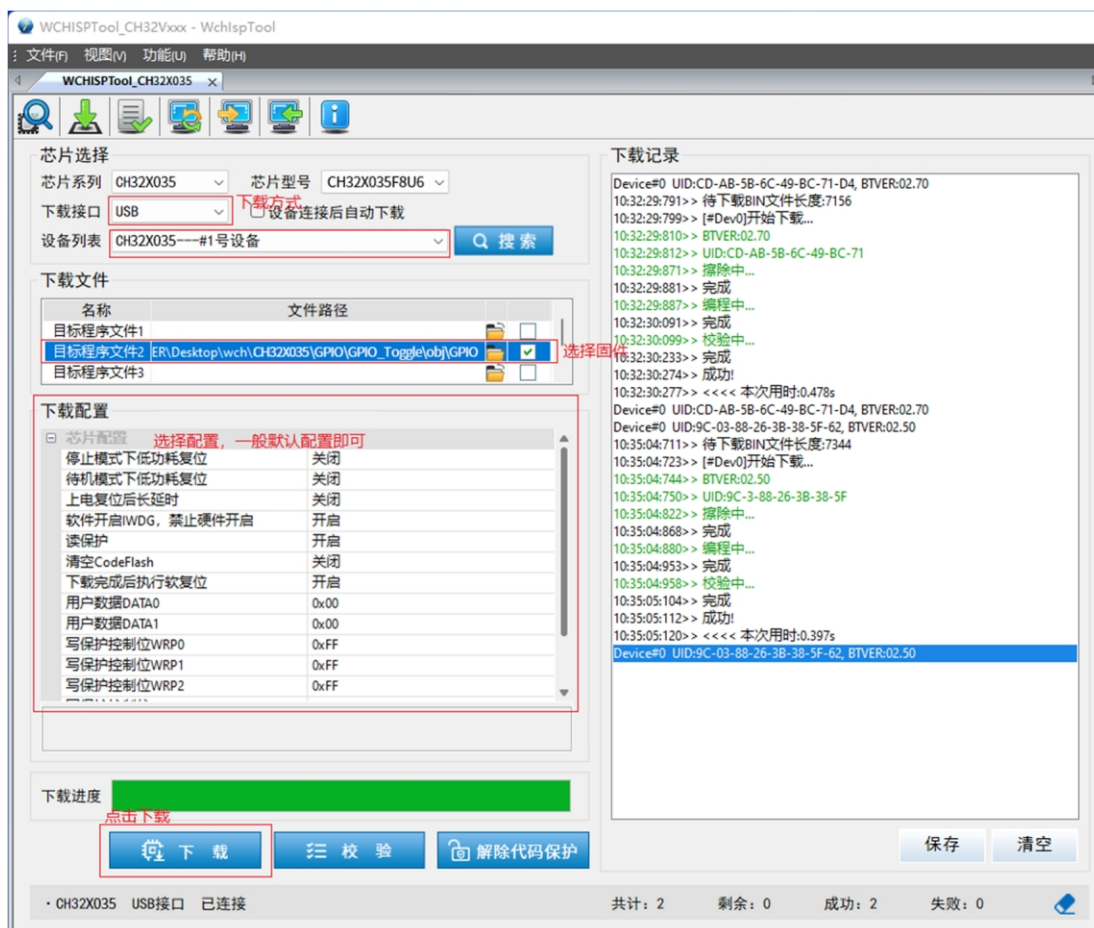 WCHISPTool_CH32Vxxx - WchIspTool
文件(F) 视图(V) 功能(U) 帮助(H)
WCHISPTool_CH32X035
芯片选择
芯片系列 CH32X035 芯片型号 CH32X035F8U6
下载接口 USB 下载方式 设备连接后自动下载
设备列表 CH32X035---#1号设备 搜索
下载文件
名称 文件路径
目标程序文件1
目标程序文件2 ER\Desktop\wch\CH32X035\GPIO\GPIO_Toggle\obj\GPIO 选择固件
目标程序文件3
下载配置
芯片配置 选择配置，一般默认配置即可
停止模式下低功耗复位 关闭
待机模式下低功耗复位 关闭
上电复位后长延时 关闭
软件开启IWDG，禁止硬件开启 开启
读保护 开启
清空CodeFlash 关闭
下载完成后执行软复位 开启
用户数据DATA0 0x00
用户数据DATA1 0x00
写保护控制位WRP0 0xFF
写保护控制位WRP1 0xFF
写保护控制位WRP2 0xFF
下载进度
点击下载
下载 校验 解除代码保护
下载记录
Device#0 UID:CD-AB-5B-6C-49-BC-71-D4, BTVER:02.70
10:32:29:791>> 待下载BIN文件长度:7156
10:32:29:799>> [#Dev0]开始下载...
10:32:29:810>> BTVER:02.70
10:32:29:812>> UID:CD-AB-5B-6C-49-BC-71
10:32:29:871>> 擦除中...
10:32:29:881>> 完成
10:32:29:887>> 编程中...
10:32:30:091>> 完成
10:32:30:099>> 校验中...
10:32:30:233>> 完成
10:32:30:274>> 成功!
10:32:30:277>> <<<< 本次用时:0.478s
Device#0 UID:CD-AB-5B-6C-49-BC-71-D4, BTVER:02.70
Device#0 UID:9C-03-88-26-3B-38-5F-62, BTVER:02.50
10:35:04:711>> 待下载BIN文件长度:7344
10:35:04:723>> [#Dev0]开始下载...
10:35:04:744>> BTVER:02.50
10:35:04:750>> UID:9C-3-88-26-3B-38-5F
10:35:04:822>> 擦除中...
10:35:04:868>> 完成
10:35:04:880>> 编程中...
10:35:04:953>> 完成
10:35:04:958>> 校验中...
10:35:05:104>> 完成
10:35:05:112>> 成功!
10:35:05:120>> <<<< 本次用时:0.397s
Device#0 UID:9C-03-88-26-3B-38-5F-62, BTVER:02.50
保存 清空
·CH32X035 USB接口 已连接 共计: 2 剩余: 0 成功: 2 失败: 0